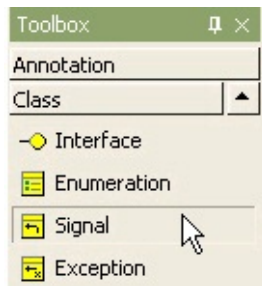 Toolbox
Annotation
Class
Interface
Enumeration
Signal
Exception